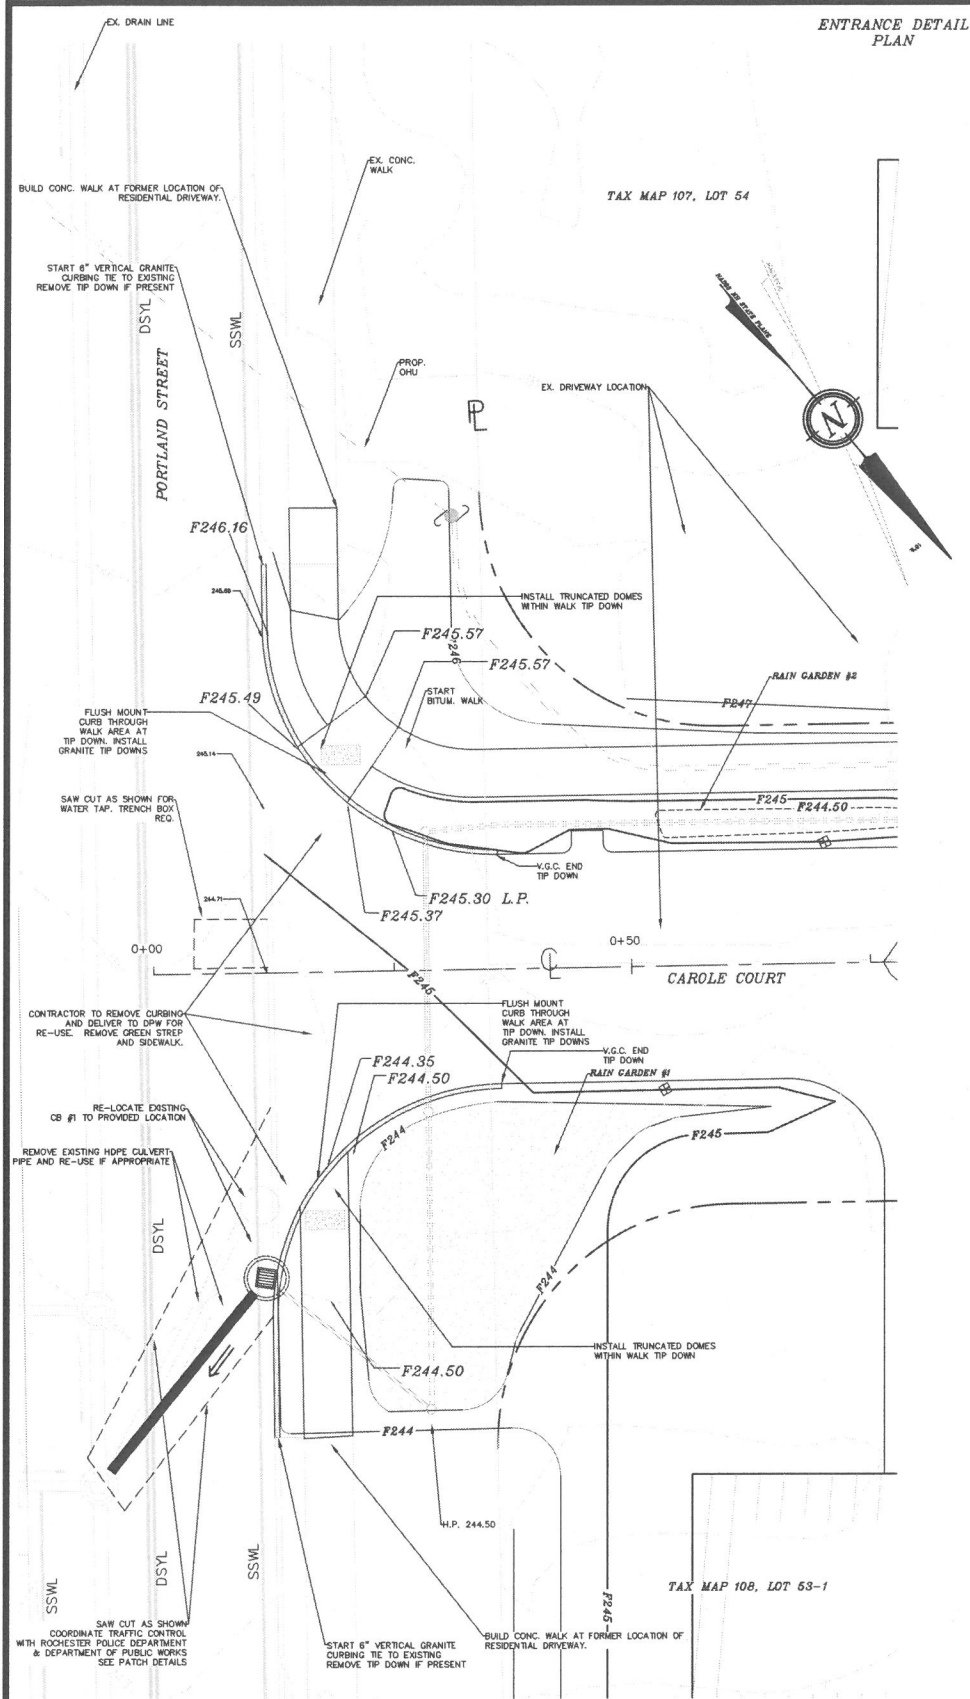 ENTRANCE DETAIL
PLAN
EX. DRAIN LINE
EX. CONC.
WALK
TAX MAP 107, LOT 54
BUILD CONC. WALK AT FORMER LOCATION OF
RESIDENTIAL DRIVEWAY.
START 6" VERTICAL GRANITE
CURBING TIE TO EXISTING
REMOVE TIP DOWN IF PRESENT
DSYL
SSWL
PORTLAND STREET
NH STATE PLANE
N
PROP.
OHU
PL
EX. DRIVEWAY LOCATION
F246.16
245.68
INSTALL TRUNCATED DOMES
WITHIN WALK TIP DOWN
F245.57
F245.57
246
START
BITUM. WALK
RAIN GARDEN #2
F247
F245.49
FLUSH MOUNT
CURB THROUGH
WALK AREA AT
TIP DOWN. INSTALL
GRANITE TIP DOWNS
245.14
SAW CUT AS SHOWN FOR
WATER TAP. TRENCH BOX
REQ.
F245
F244.50
V.G.C. END
TIP DOWN
F245.30 L.P.
F245.37
244.71
0+00
0+50
CL
CAROLE COURT
F245
CONTRACTOR TO REMOVE CURBING
AND DELIVER TO DPW FOR
RE-USE. REMOVE GREEN STREP
AND SIDEWALK.
FLUSH MOUNT
CURB THROUGH
WALK AREA AT
TIP DOWN. INSTALL
GRANITE TIP DOWNS
V.G.C. END
TIP DOWN
RAIN GARDEN #1
F244.35
F244.50
RE-LOCATE EXISTING
CB #1 TO PROVIDED LOCATION
REMOVE EXISTING HDPE CULVERT
PIPE AND RE-USE IF APPROPRIATE
F244
F245
DSYL
F244
INSTALL TRUNCATED DOMES
WITHIN WALK TIP DOWN
F244.50
F244
H.P. 244.50
SSWL
DSYL
SSWL
TAX MAP 108, LOT 53-1
F245
SAW CUT AS SHOWN
COORDINATE TRAFFIC CONTROL
WITH ROCHESTER POLICE DEPARTMENT
& DEPARTMENT OF PUBLIC WORKS
SEE PATCH DETAILS
START 6" VERTICAL GRANITE
CURBING TIE TO EXISTING
REMOVE TIP DOWN IF PRESENT
BUILD CONC. WALK AT FORMER LOCATION OF
RESIDENTIAL DRIVEWAY.